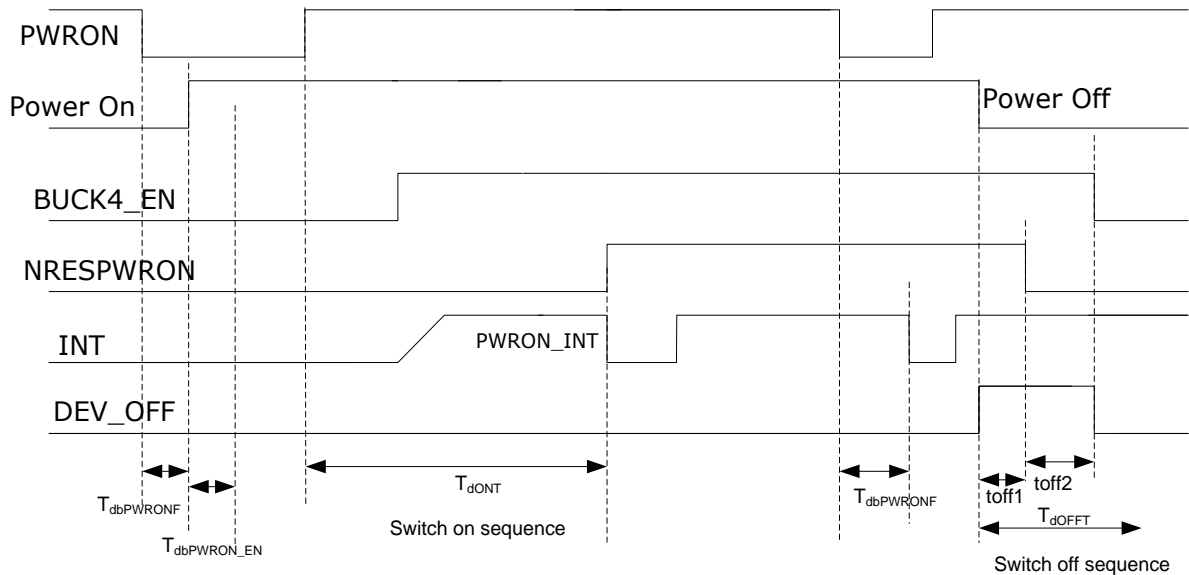 PWRON
Power On
Power Off
BUCK4_EN
NRESPWRON
INT
PWRON_INT
DEV_OFF
TdbPWRONF
TdbPWRON_EN
TdONT
Switch on sequence
TdbPWRONF
toff1
toff2
TdOFFT
Switch off sequence